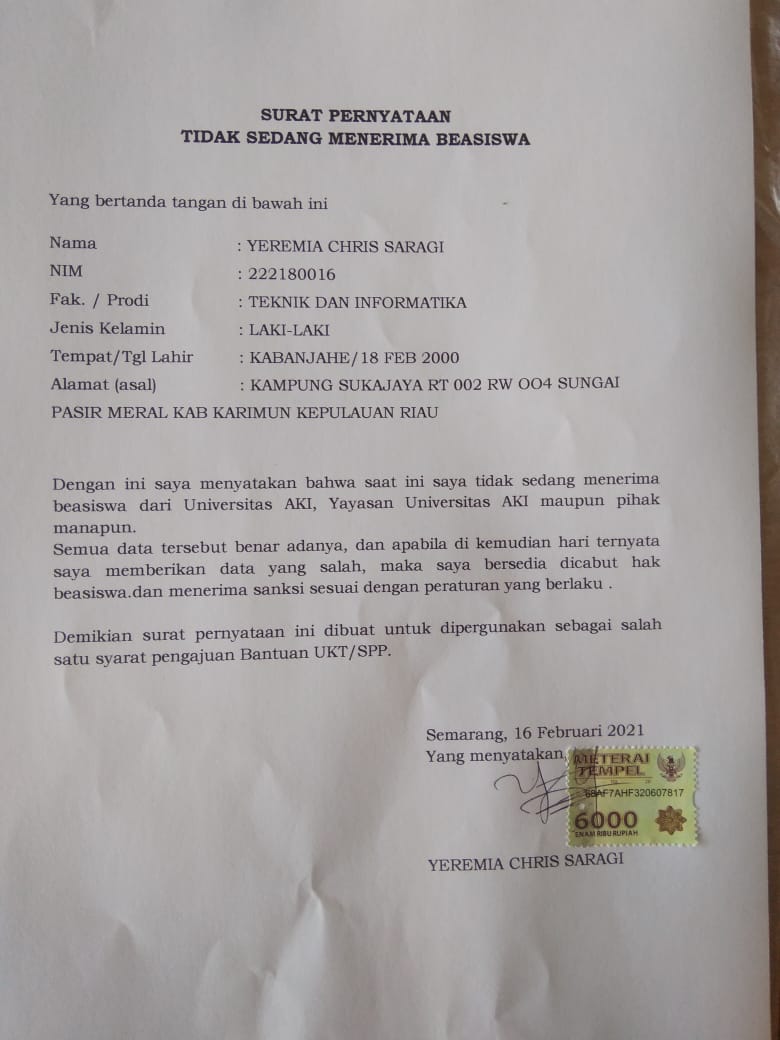 SURAT PERNYATAAN
TIDAK SEDANG MENERIMA BEASISWA
Yang bertanda tangan di bawah ini
Nama : YEREMIA CHRIS SARAGI
NIM : 222180016
Fak. / Prodi : TEKNIK DAN INFORMATIKA
Jenis Kelamin : LAKI-LAKI
Tempat/Tgl Lahir : KABANJAHE/18 FEB 2000
Alamat (asal) : KAMPUNG SUKAJAYA RT 002 RW OO4 SUNGAI
PASIR MERAL KAB KARIMUN KEPULAUAN RIAU
Dengan ini saya menyatakan bahwa saat ini saya tidak sedang menerima
beasiswa dari Universitas AKI, Yayasan Universitas AKI maupun pihak
manapun.
Semua data tersebut benar adanya, dan apabila di kemudian hari ternyata
saya memberikan data yang salah, maka saya bersedia dicabut hak
beasiswa.dan menerima sanksi sesuai dengan peraturan yang berlaku .
Demikian surat pernyataan ini dibuat untuk dipergunakan sebagai salah
satu syarat pengajuan Bantuan UKT/SPP.
Semarang, 16 Februari 2021
Yang menyatakan,
METERAI
TEMPEL
68AF7AHF320607817
6000
ENAM RIBU RUPIAH
YEREMIA CHRIS SARAGI